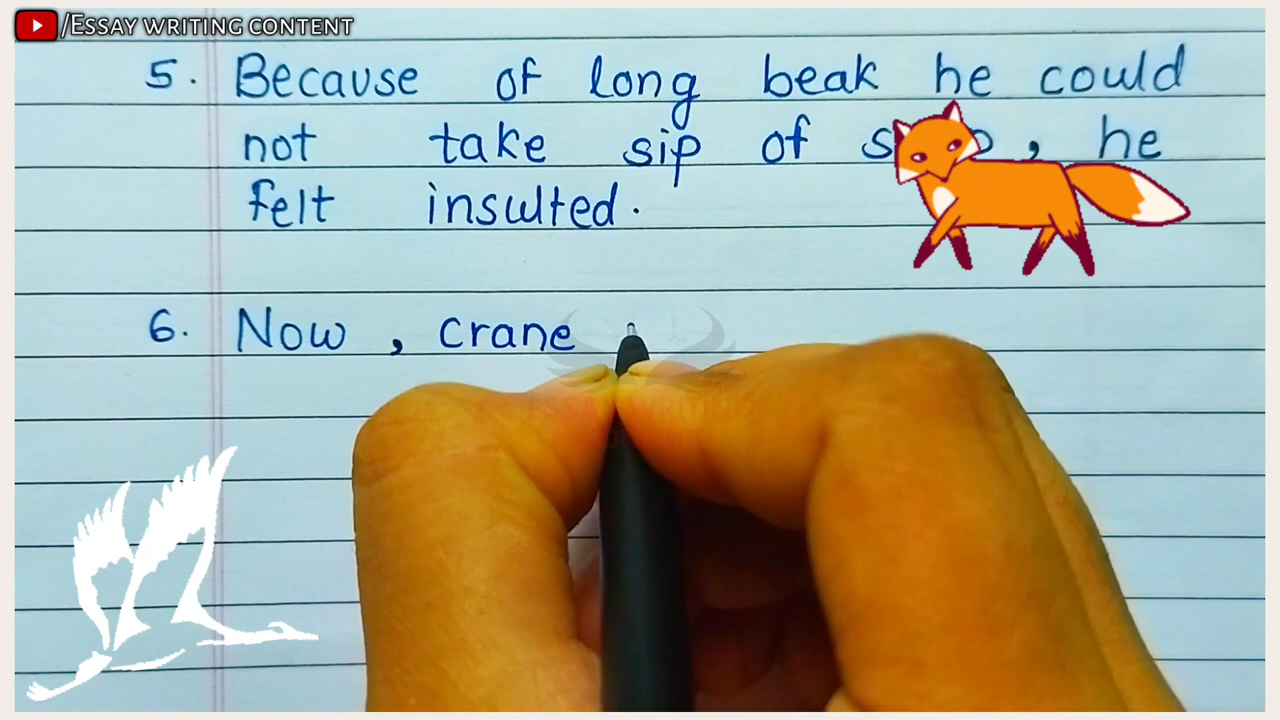 /ESSAY WRITING CONTENT
5. Because of long beak he could
not take sip of , he
felt insulted.
6. Now, crane
WRITING